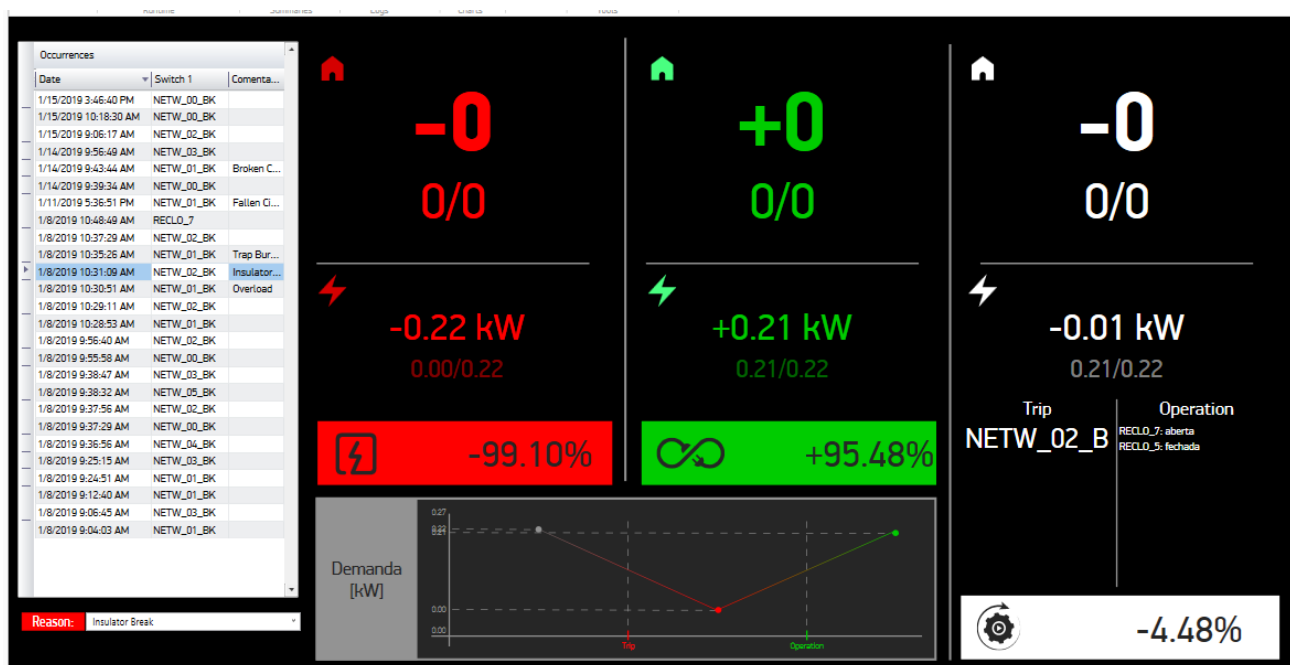 Runtime Summaries Logs Charts Tools
Occurrences
Date Switch 1 Comenta...
1/15/2019 3:46:40 PM NETW_00_BK
1/15/2019 10:18:30 AM NETW_00_BK
1/15/2019 9:06:17 AM NETW_02_BK
1/14/2019 9:56:49 AM NETW_03_BK
1/14/2019 9:43:44 AM NETW_01_BK Broken C...
1/14/2019 9:39:34 AM NETW_00_BK
1/11/2019 5:36:51 PM NETW_01_BK Fallen Ci...
1/8/2019 10:48:49 AM RECLO_7
1/8/2019 10:37:29 AM NETW_02_BK
1/8/2019 10:35:26 AM NETW_01_BK Trap Bur...
1/8/2019 10:31:09 AM NETW_02_BK Insulator...
1/8/2019 10:30:51 AM NETW_01_BK Overload
1/8/2019 10:29:11 AM NETW_02_BK
1/8/2019 10:28:53 AM NETW_01_BK
1/8/2019 9:56:40 AM NETW_02_BK
1/8/2019 9:55:58 AM NETW_00_BK
1/8/2019 9:38:47 AM NETW_03_BK
1/8/2019 9:38:32 AM NETW_05_BK
1/8/2019 9:37:56 AM NETW_02_BK
1/8/2019 9:37:29 AM NETW_00_BK
1/8/2019 9:36:56 AM NETW_04_BK
1/8/2019 9:25:15 AM NETW_03_BK
1/8/2019 9:24:51 AM NETW_01_BK
1/8/2019 9:12:40 AM NETW_01_BK
1/8/2019 9:06:45 AM NETW_03_BK
1/8/2019 9:04:03 AM NETW_01_BK
Reason: Insulator Break
-0
0/0
-0.22 kW
0.00/0.22
-99.10%
+0
0/0
+0.21 kW
0.21/0.22
+95.48%
Demanda
[kW]
0.27
0.22
0.21
0.00
0.00
Trip Operation
-0
0/0
-0.01 kW
0.21/0.22
Trip Operation
NETW_02_B
RECLO_7: aberta
RECLO_5: fechada
-4.48%